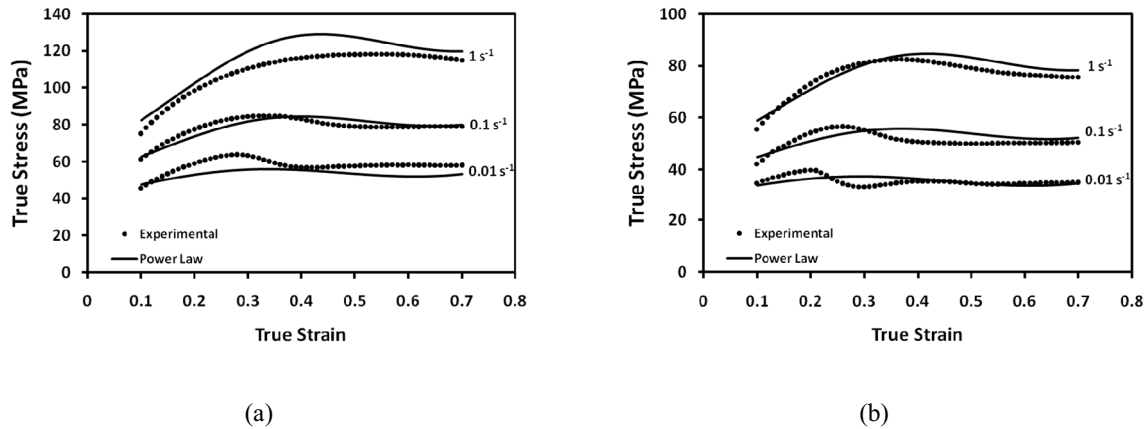 140
120
100
80
60
40
20
0
True Stress (MPa)
1 s⁻¹
0.1 s⁻¹
0.01 s⁻¹
Experimental
Power Law
0 0.1 0.2 0.3 0.4 0.5 0.6 0.7 0.8
True Strain
(a)
100
80
60
40
20
0
True Stress (MPa)
1 s⁻¹
0.1 s⁻¹
0.01 s⁻¹
Experimental
Power Law
0 0.1 0.2 0.3 0.4 0.5 0.6 0.7 0.8
True Strain
(b)